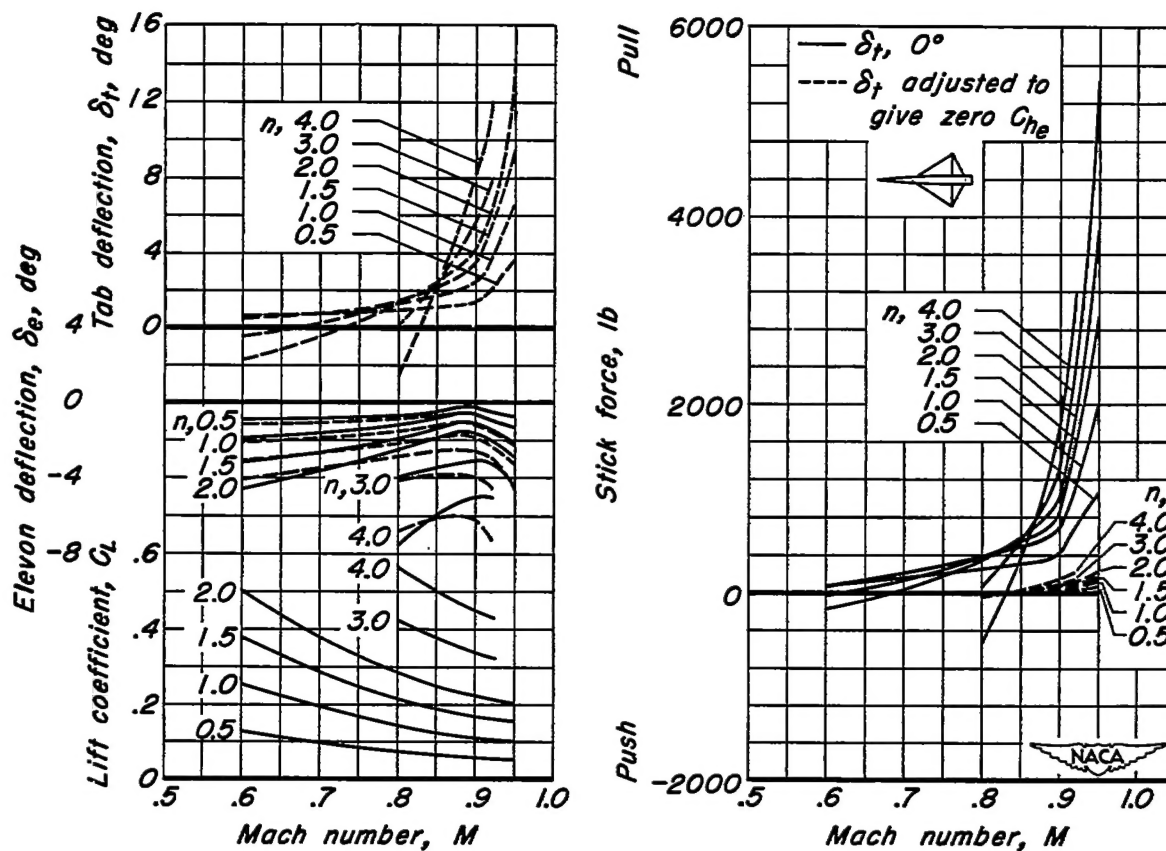 Tab deflection, δt, deg
16
12
8
4
0
n, 4.0
3.0
2.0
1.5
1.0
0.5
Elevon deflection, δe, deg
4
0
-4
-8
n, 0.5
1.0
1.5
2.0
n, 3.0
4.0
Lift coefficient, CL
.6
.4
.2
0
2.0
1.5
1.0
0.5
4.0
3.0
.5 .6 .7 .8 .9 1.0
Mach number, M
Pull
Stick force, lb
Push
6000
4000
2000
0
-2000
δt, 0°
δt adjusted to
give zero Che
n, 4.0
3.0
2.0
1.5
1.0
0.5
n,
4.0
3.0
2.0
1.5
1.0
0.5
NACA
.5 .6 .7 .8 .9 1.0
Mach number, M